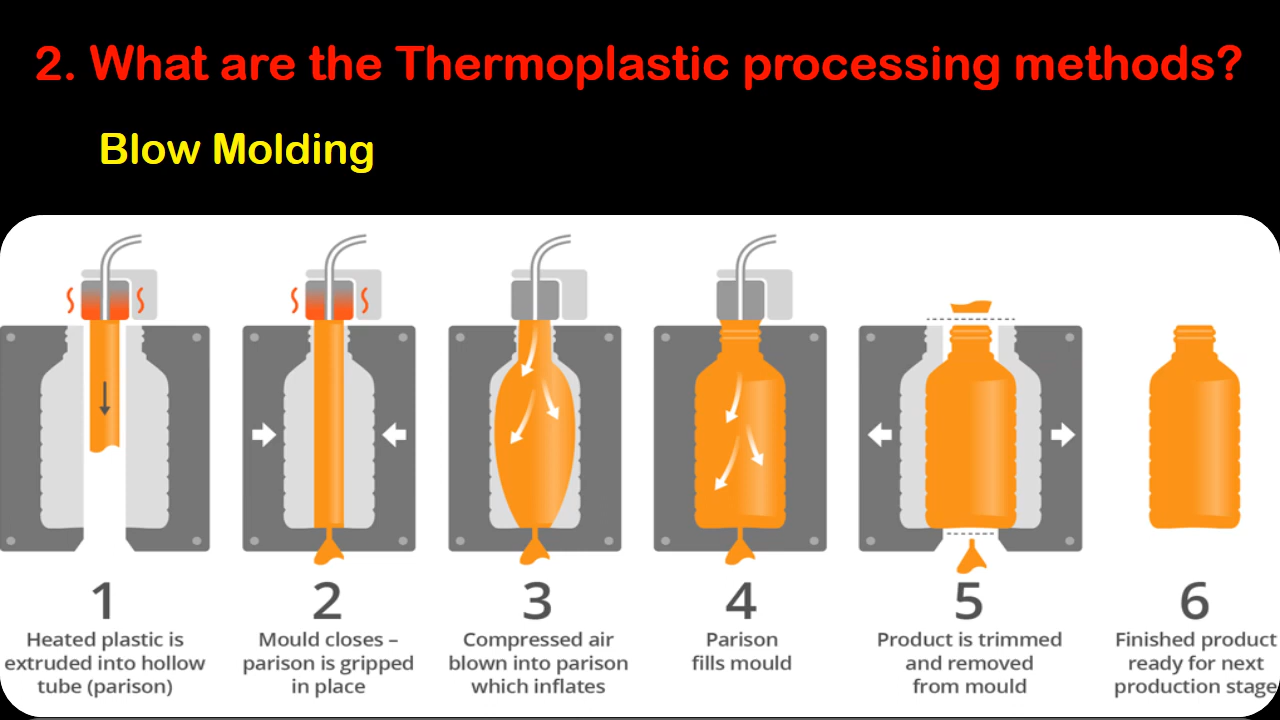 2. What are the Thermoplastic processing methods?
Blow Molding
1
Heated plastic is
extruded into hollow
tube (parison)
2
Mould closes –
parison is gripped
in place
3
Compressed air
blown into parison
which inflates
4
Parison
fills mould
5
Product is trimmed
and removed
from mould
6
Finished product
ready for next
production stage